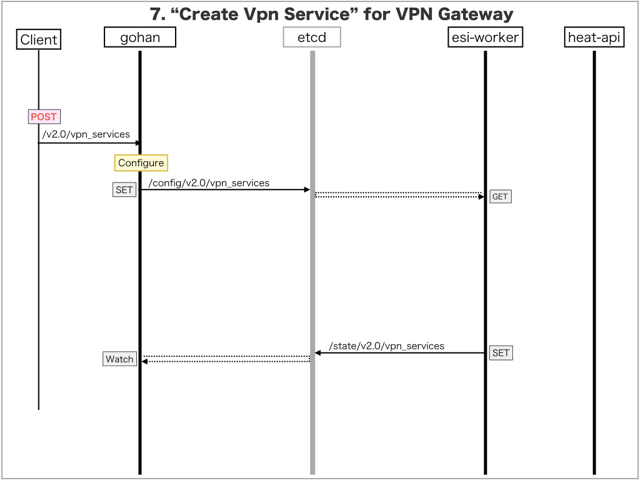 7. “Create Vpn Service” for VPN Gateway
Client
gohan
etcd
esi-worker
heat-api
POST
/v2.0/vpn_services
Configure
SET
/config/v2.0/vpn_services
GET
/state/v2.0/vpn_services
SET
Watch